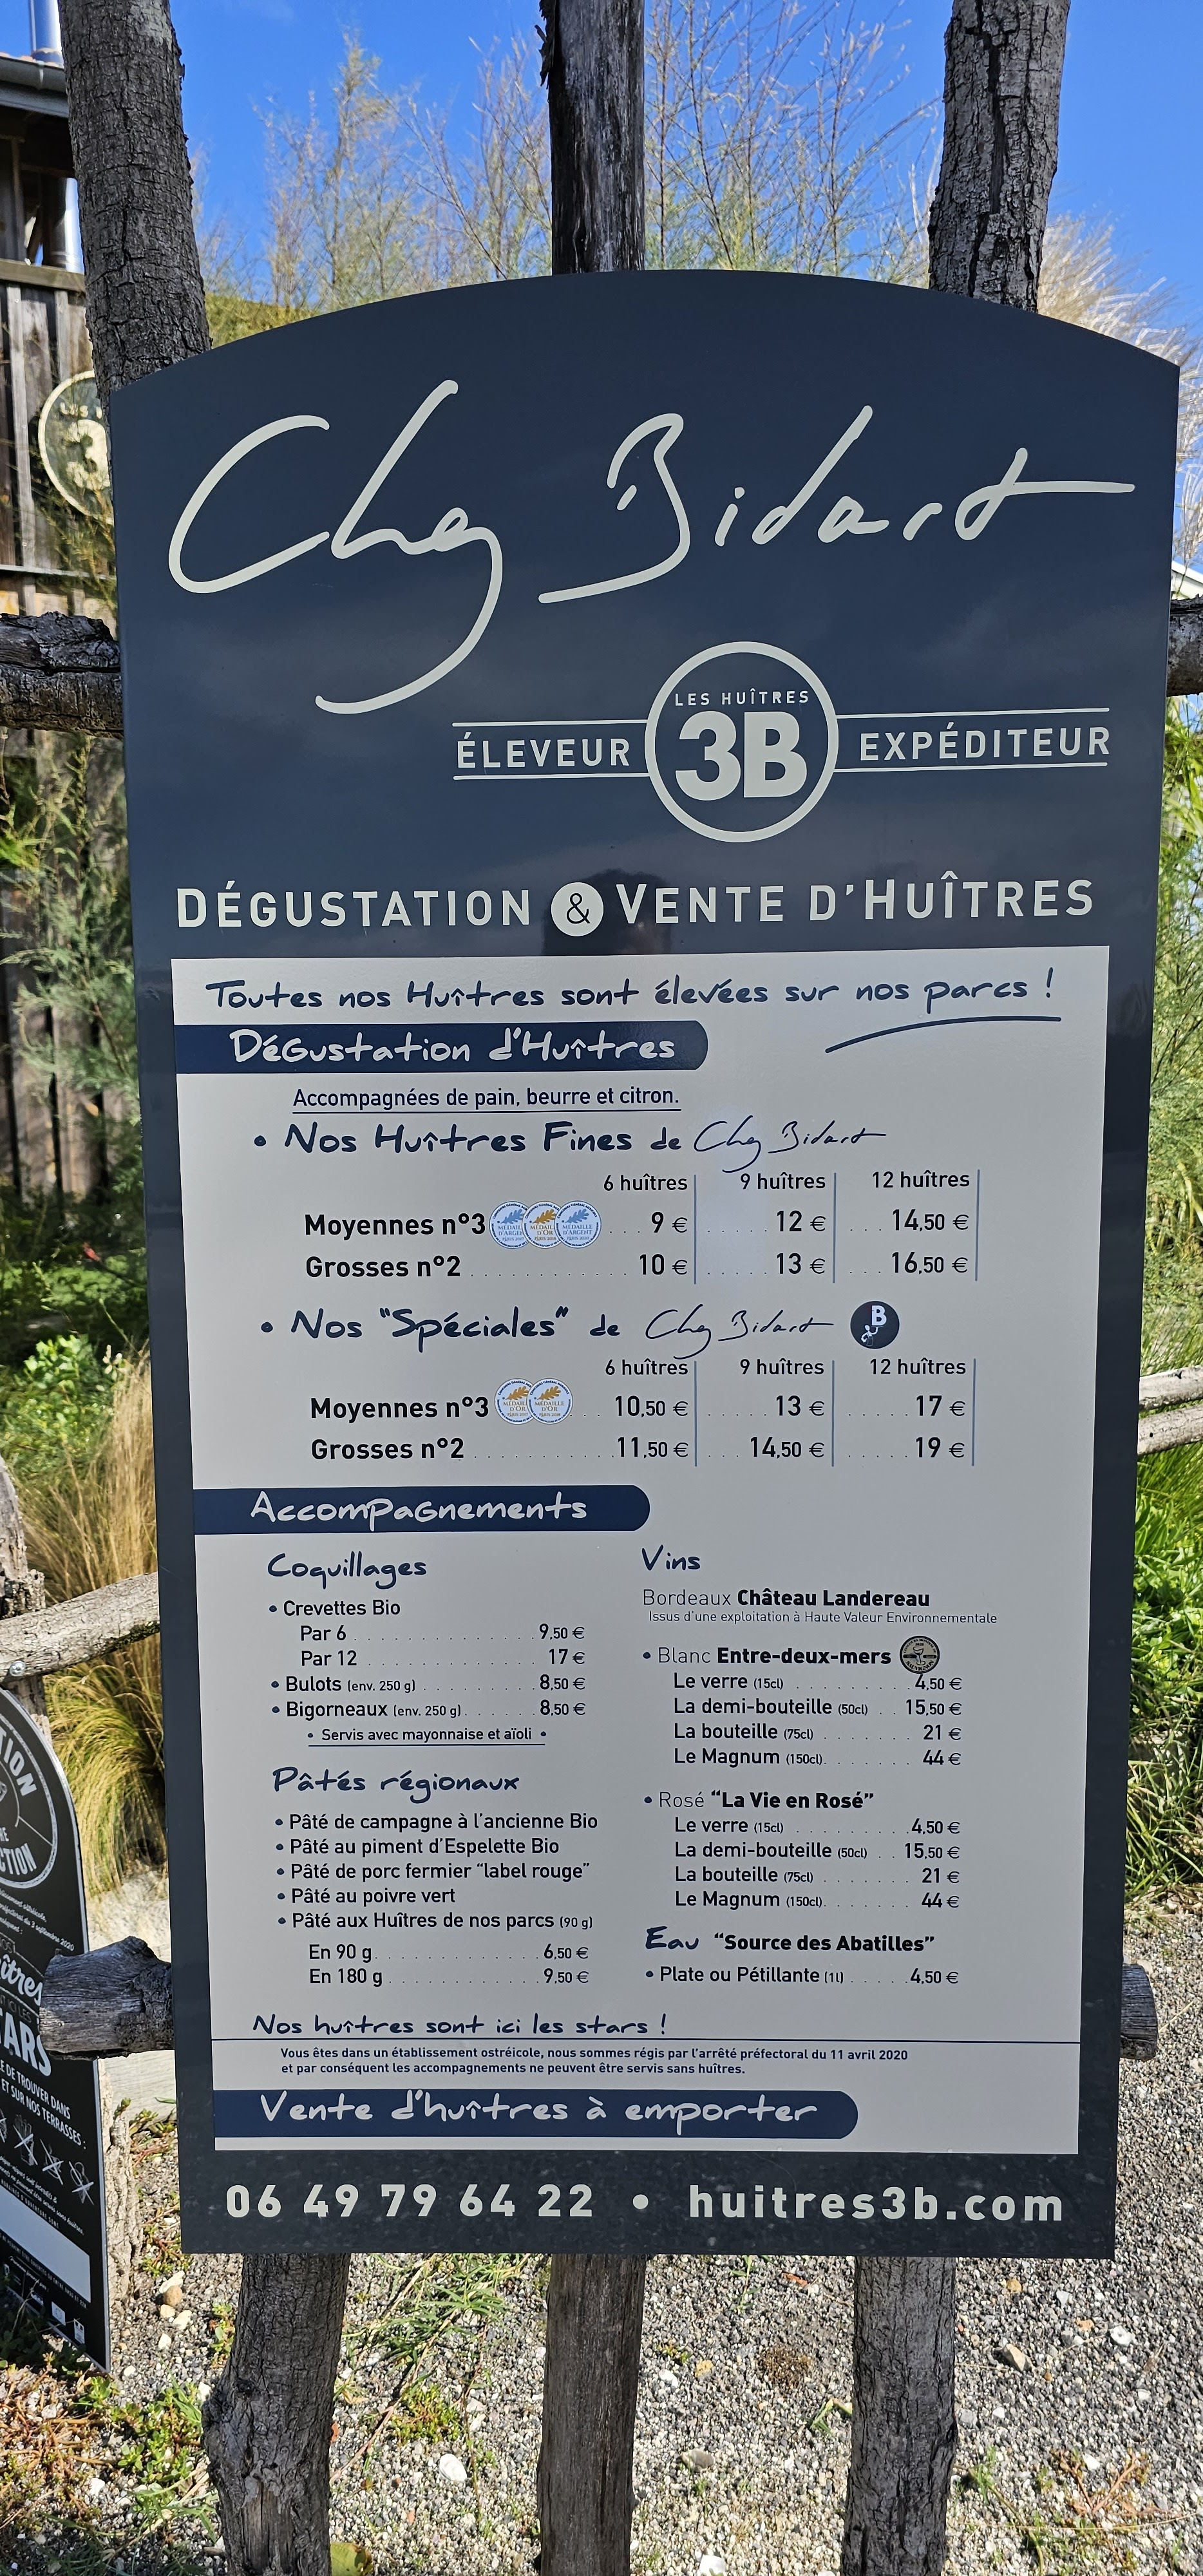 Chez Bidart
LES HUÎTRES
3B
ÉLEVEUR
EXPÉDITEUR
DÉGUSTATION & VENTE D'HUÎTRES
Toutes nos Huîtres sont élevées sur nos parcs !
Dégustation d'Huîtres
Accompagnées de pain, beurre et citron.
• Nos Huîtres Fines de Chez Bidart
6 huîtres 9 huîtres 12 huîtres
Moyennes n°3 . . . 9 € 12 € . . . 14,50 €
Grosses n°2 . . . . . . . . . . . . 10 € . . . . . 13 € . . . 16,50 €
• Nos "Spéciales" de Chez Bidart B
6 huîtres 9 huîtres 12 huîtres
Moyennes n°3 MÉDAILLE D'OR . . 10,50 € . . . . . 13 € . . . . . 17 €
Grosses n°2 . . . . . . . . . . . 11,50 € . . . 14,50 € . . . . . 19 €
Accompagnements
Coquillages
• Crevettes Bio
Par 6 . . . . . . . . . . . . . . 9,50 €
Par 12 . . . . . . . . . . . . . 17 €
• Bulots (env. 250 g) . . . . . . . . 8,50 €
• Bigorneaux (env. 250 g) . . . . . . 8,50 €
• Servis avec mayonnaise et aïoli •
Pâtés régionaux
• Pâté de campagne à l'ancienne Bio
• Pâté au piment d'Espelette Bio
• Pâté de porc fermier "label rouge"
• Pâté au poivre vert
• Pâté aux Huîtres de nos parcs (90 g)
En 90 g . . . . . . . . . . . . 6,50 €
En 180 g . . . . . . . . . . . 9,50 €
Vins
Bordeaux Château Landereau
Issus d'une exploitation à Haute Valeur Environnementale
• Blanc Entre-deux-mers
Le verre (15cl) . . . . . . . . . 4,50 €
La demi-bouteille (50cl) . . 15,50 €
La bouteille (75cl) . . . . . . . 21 €
Le Magnum (150cl) . . . . . . . 44 €
• Rosé "La Vie en Rosé"
Le verre (15cl) . . . . . . . . . 4,50 €
La demi-bouteille (50cl) . . 15,50 €
La bouteille (75cl) . . . . . . . 21 €
Le Magnum (150cl) . . . . . . . 44 €
Eau "Source des Abatilles"
• Plate ou Pétillante (1l) . . . . . 4,50 €
Nos huîtres sont ici les stars !
Vous êtes dans un établissement ostréicole, nous sommes régis par l'arrêté préfectoral du 11 avril 2020
et par conséquent les accompagnements ne peuvent être servis sans huîtres.
Vente d'huîtres à emporter
06 49 79 64 22 • huitres3b.com
DE TROUVER DANS
ET SUR NOS TERRASSES :